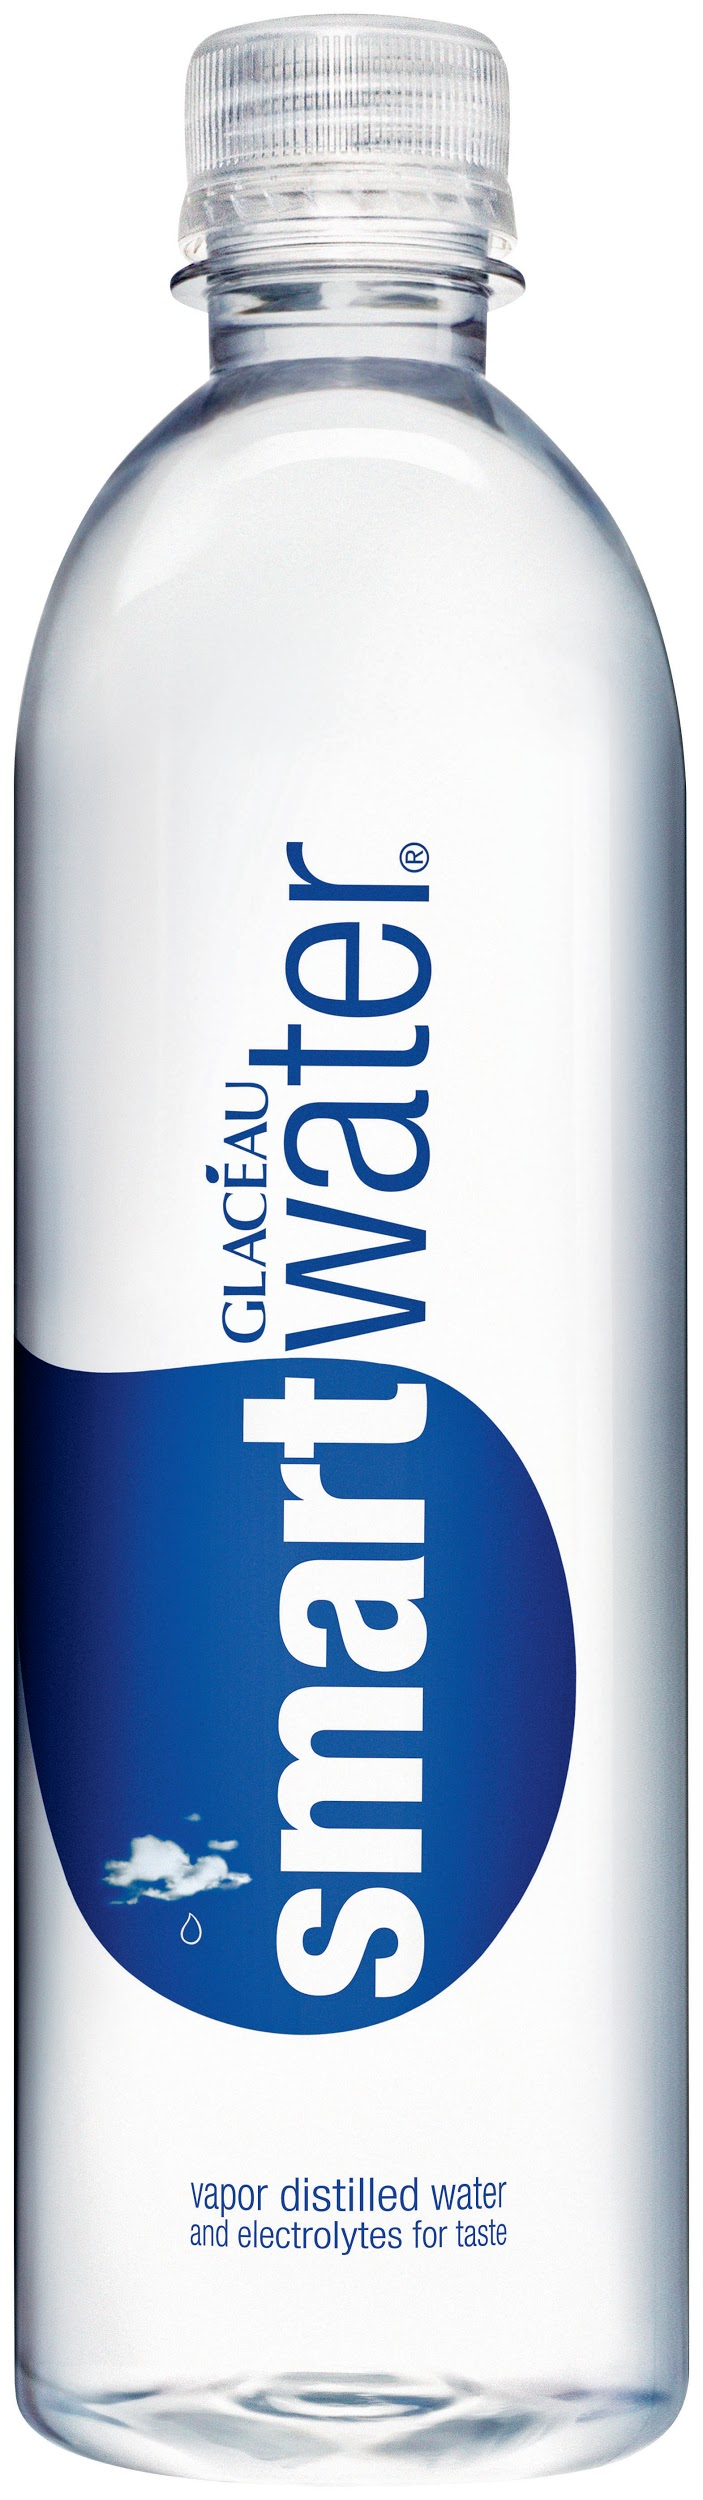 GLACÉAU
smartwater®
vapor distilled water
and electrolytes for taste